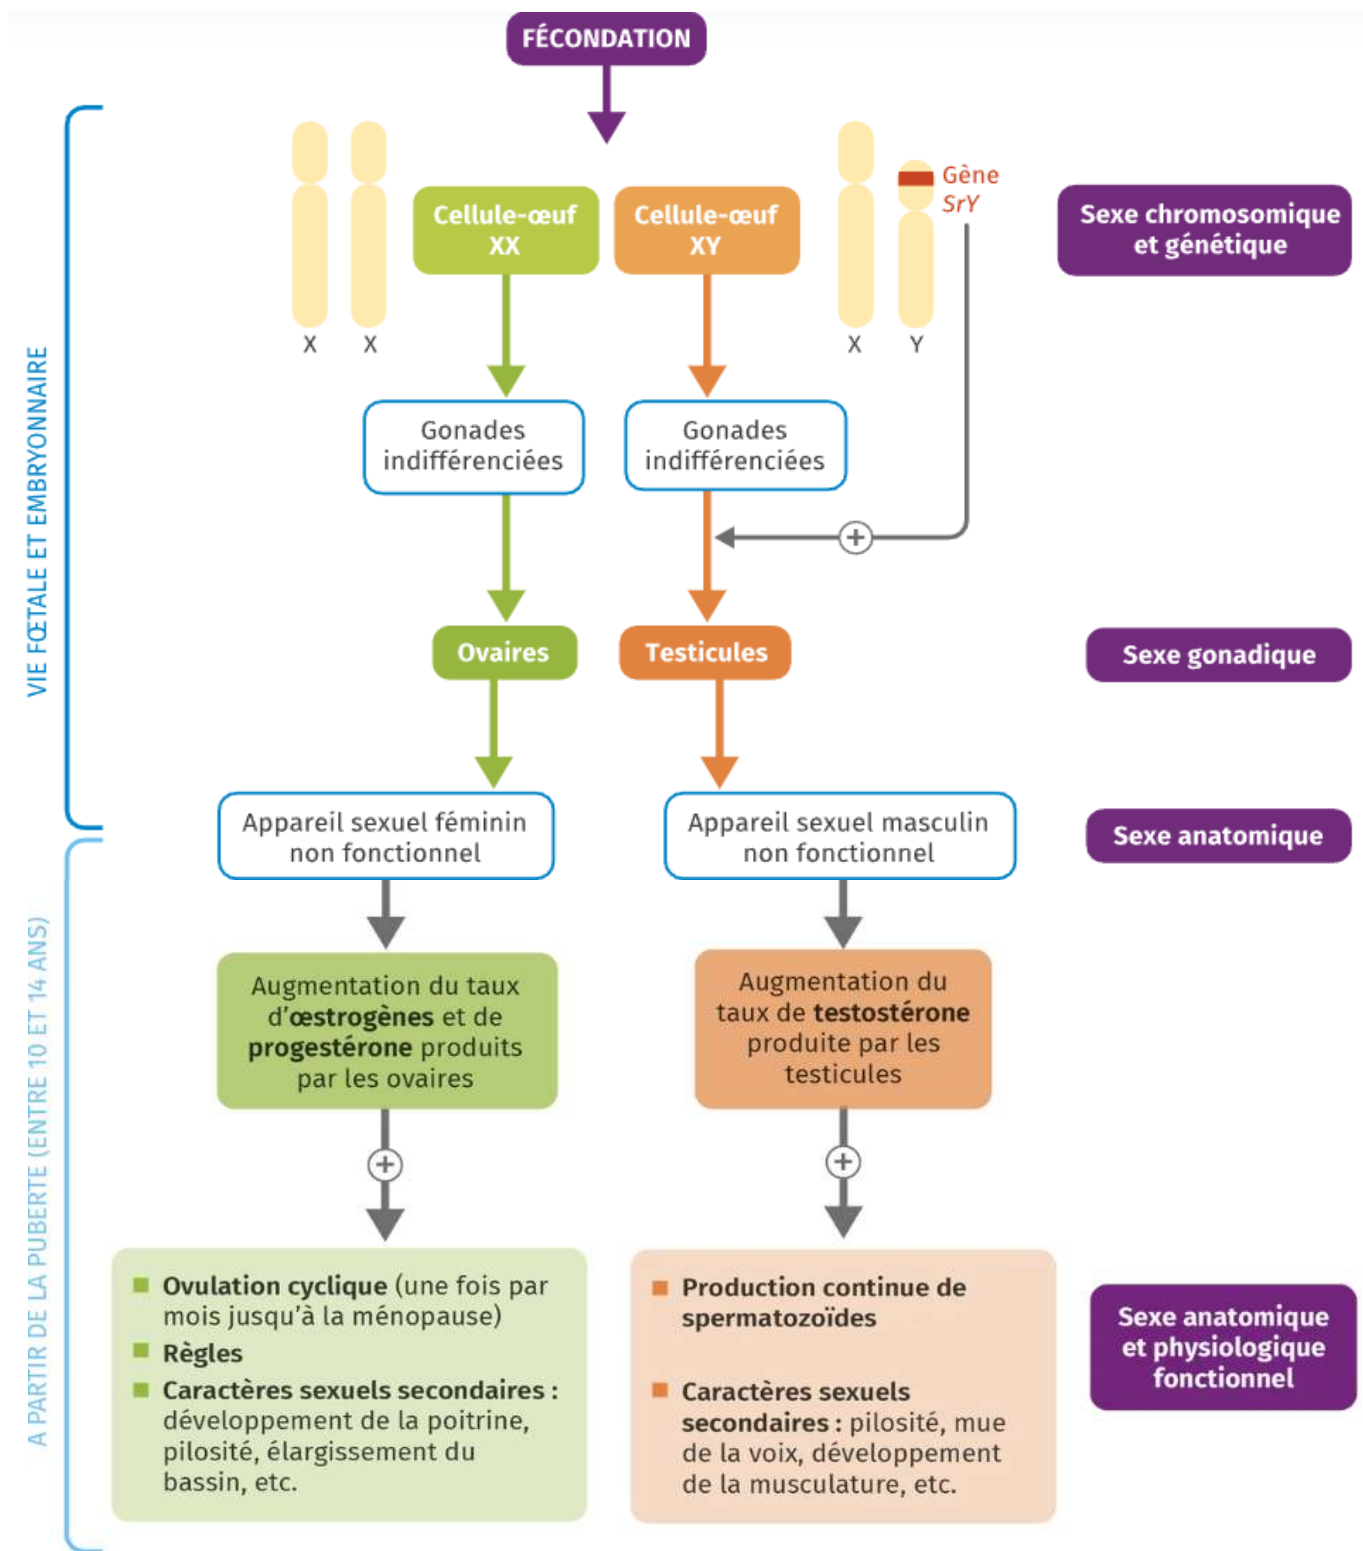 FÉCONDATION
VIE FŒTALE ET EMBRYONNAIRE
Cellule-œuf
XX
Cellule-œuf
XY
Gène
SrY
Sexe chromosomique
et génétique
X
X
X
Y
Gonades
indifférenciées
Gonades
indifférenciées
+
Ovaires
Testicules
Sexe gonadique
Appareil sexuel féminin
non fonctionnel
Appareil sexuel masculin
non fonctionnel
Sexe anatomique
A PARTIR DE LA PUBERTE (ENTRE 10 ET 14 ANS)
Augmentation du taux
d’œstrogènes et de
progestérone produits
par les ovaires
Augmentation du
taux de testostérone
produite par les
testicules
+
+
Ovulation cyclique (une fois par
mois jusqu’à la ménopause)
Règles
Caractères sexuels secondaires :
développement de la poitrine,
pilosité, élargissement du
bassin, etc.
Production continue de
spermatozoïdes
Caractères sexuels
secondaires : pilosité, mue
de la voix, développement
de la musculature, etc.
Sexe anatomique
et physiologique
fonctionnel